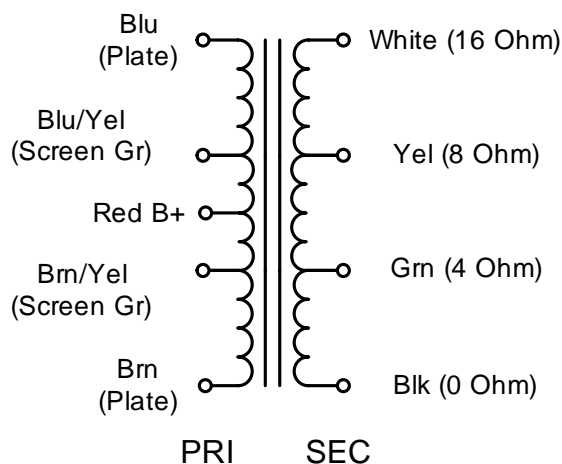 Blu
(Plate)
White (16 Ohm)
Blu/Yel
(Screen Gr)
Yel (8 Ohm)
Red B+
Brn/Yel
(Screen Gr)
Grn (4 Ohm)
Brn
(Plate)
Blk (0 Ohm)
PRI
SEC